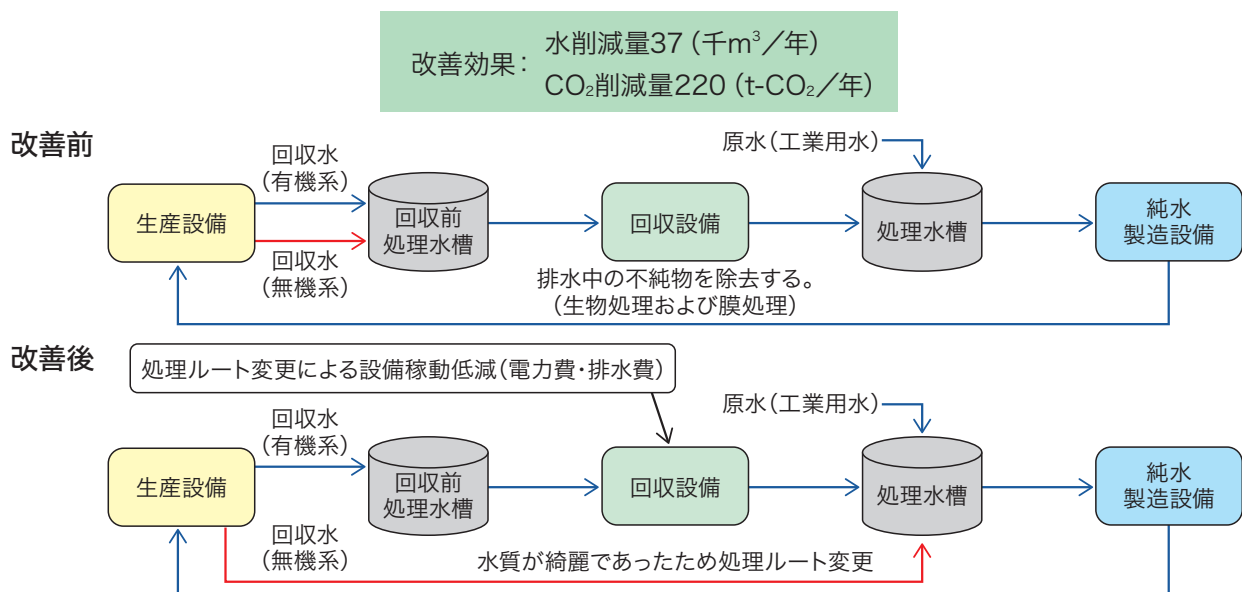 改善効果：
水削減量37（千m³／年）
CO₂削減量220（t-CO₂／年）
改善前
回収水
（有機系）
原水（工業用水）
生産設備
回収前
処理水槽
回収設備
処理水槽
純水
製造設備
回収水
（無機系）
排水中の不純物を除去する。
（生物処理および膜処理）
改善後
処理ルート変更による設備稼動低減（電力費・排水費）
回収水
（有機系）
原水（工業用水）
生産設備
回収前
処理水槽
回収設備
処理水槽
純水
製造設備
回収水
（無機系）
水質が綺麗であったため処理ルート変更